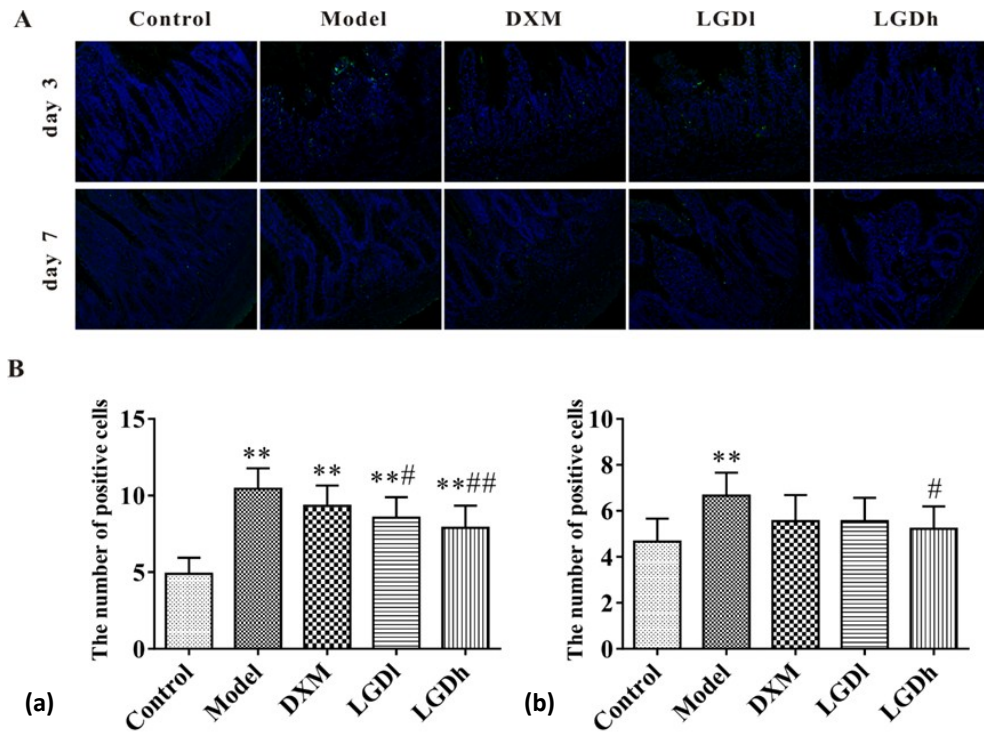 A
Control Model DXM LGDl LGDh
day 3
day 7
B
The number of positive cells
15
10
5
0
** ** **# **##
Control Model DXM LGDl LGDh
(a)
The number of positive cells
10
8
6
4
2
0
** #
Control Model DXM LGDl LGDh
(b)